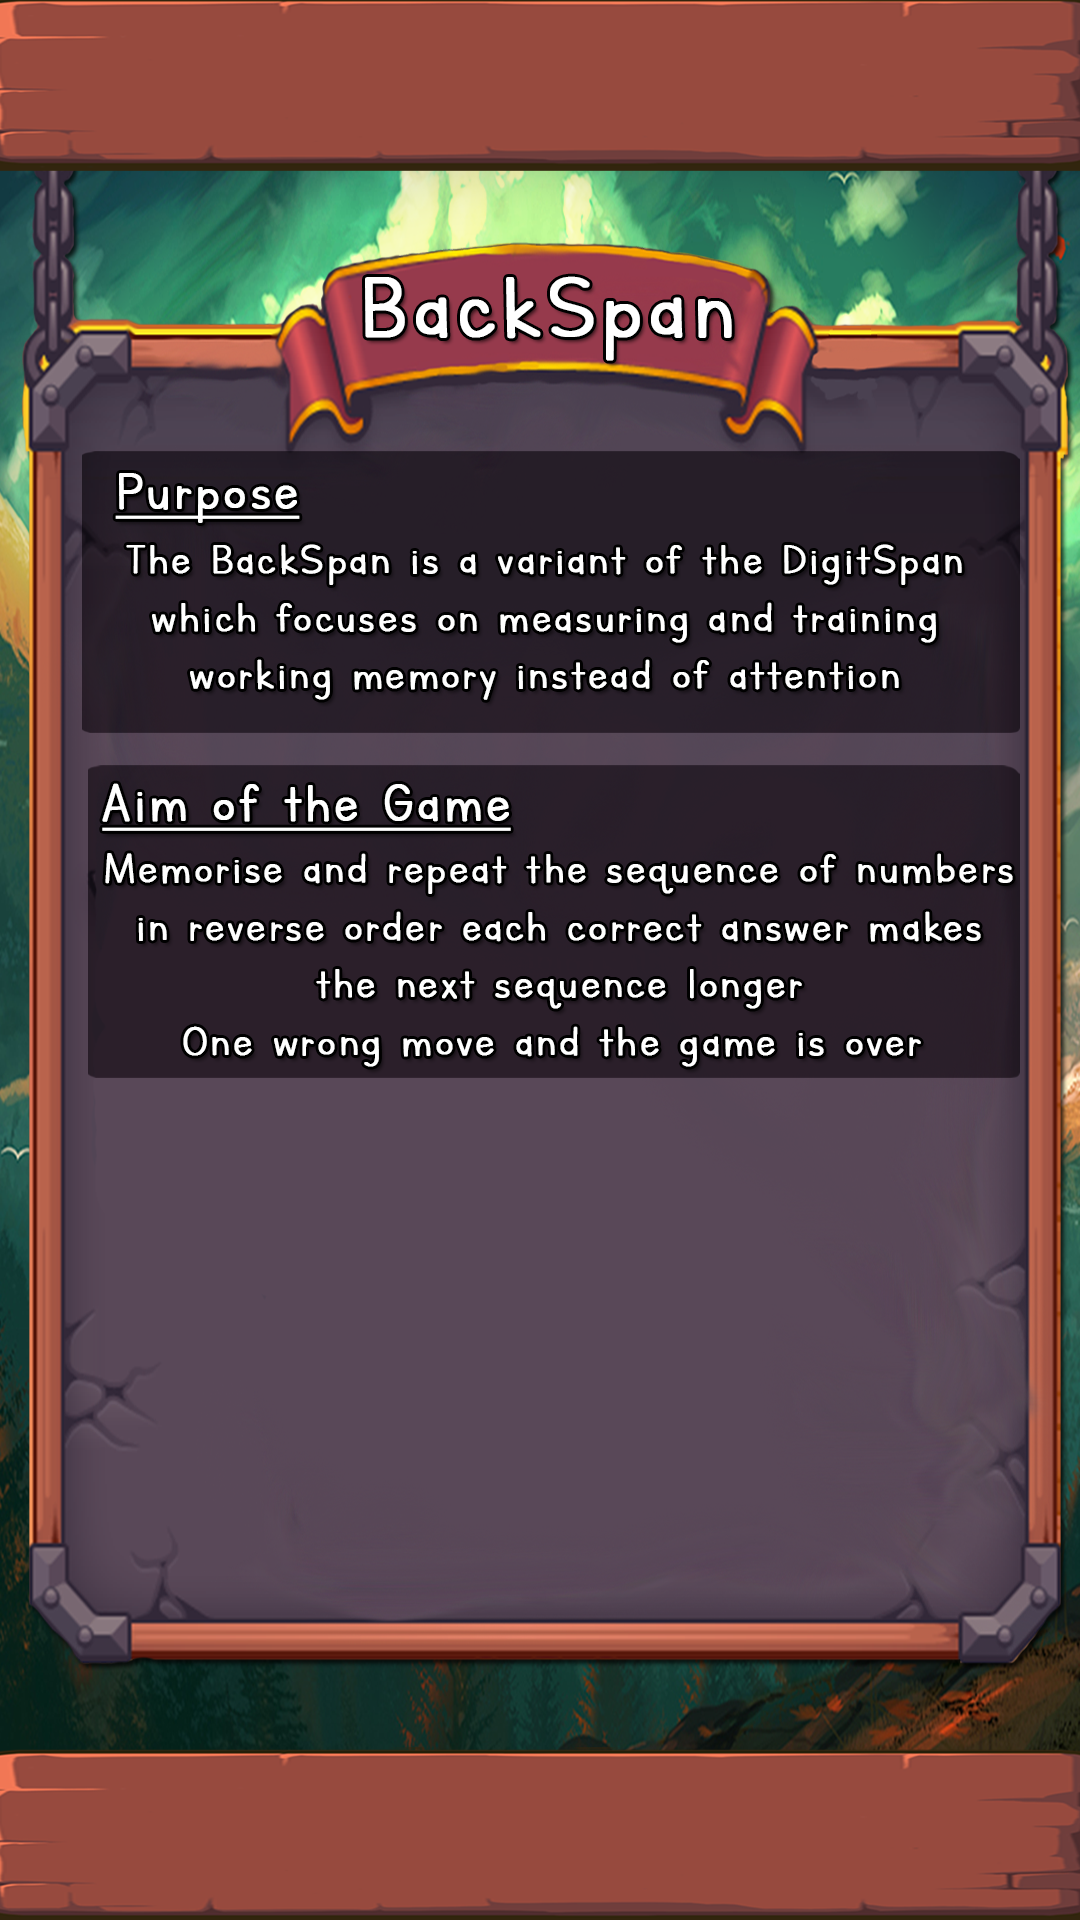 BackSpan
Purpose
The BackSpan is a variant of the DigitSpan
which focuses on measuring and training
working memory instead of attention
Aim of the Game
Memorise and repeat the sequence of numbers
in reverse order each correct answer makes
the next sequence longer
One wrong move and the game is over